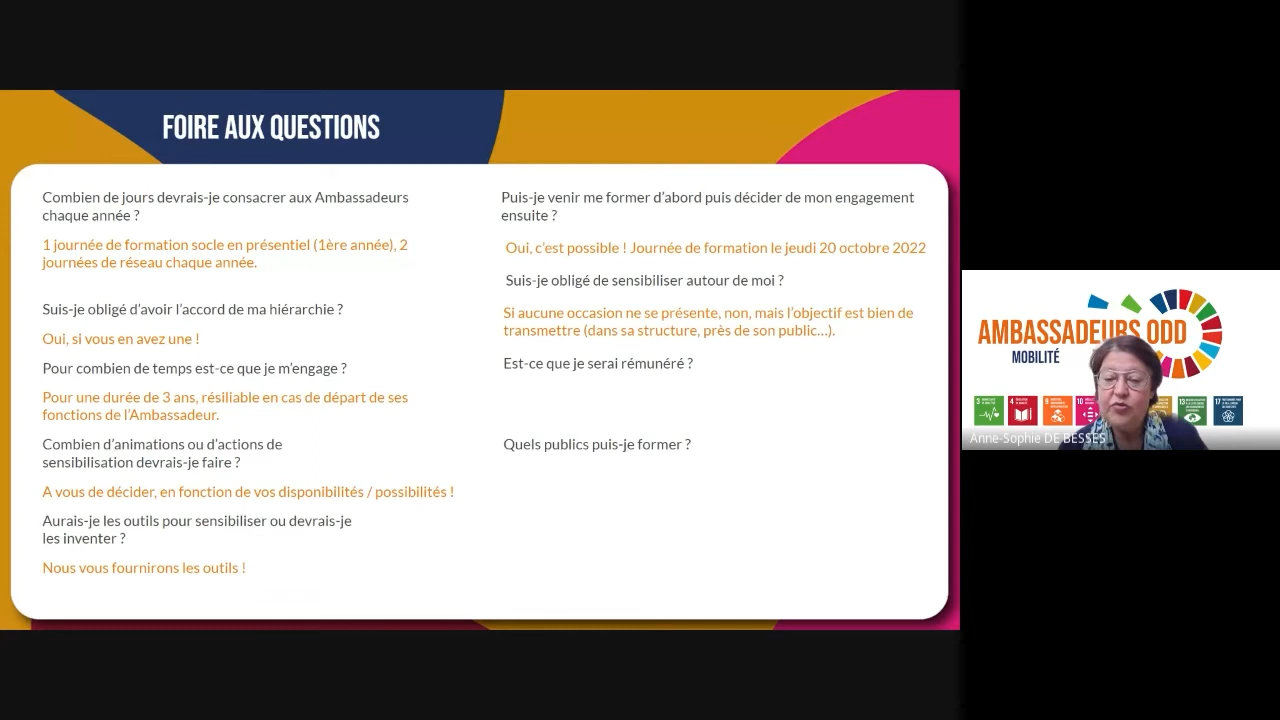 FOIRE AUX QUESTIONS
Combien de jours devrais-je consacrer aux Ambassadeurs
chaque année ?
1 journée de formation socle en présentiel (1ère année), 2
journées de réseau chaque année.
Suis-je obligé d'avoir l'accord de ma hiérarchie ?
Oui, si vous en avez une !
Pour combien de temps est-ce que je m'engage ?
Pour une durée de 3 ans, résiliable en cas de départ de ses
fonctions de l'Ambassadeur.
Combien d'animations ou d'actions de
sensibilisation devrais-je faire ?
A vous de décider, en fonction de vos disponibilités / possibilités !
Aurais-je les outils pour sensibiliser ou devrais-je
les inventer ?
Nous vous fournirons les outils !
Puis-je venir me former d'abord puis décider de mon engagement
ensuite ?
Oui, c'est possible ! Journée de formation le jeudi 20 octobre 2022
Suis-je obligé de sensibiliser autour de moi ?
Si aucune occasion ne se présente, non, mais l'objectif est bien de
transmettre (dans sa structure, près de son public…).
Est-ce que je serai rémunéré ?
Quels publics puis-je former ?
AMBASSADEURS ODD
MOBILITÉ
3
4
9
10
13
17
Anne-Sophie DE BESSES